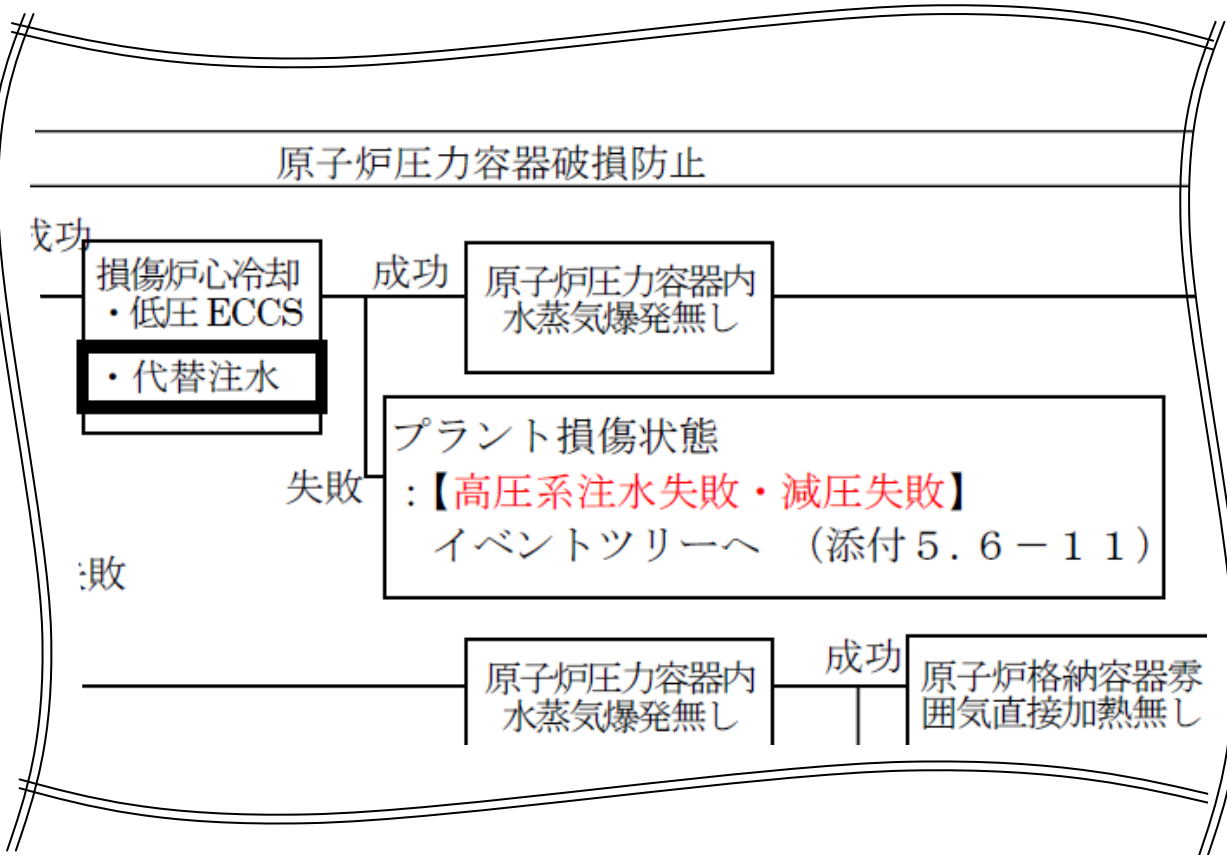 原子炉圧力容器破損防止
成功
損傷炉心冷却
・低圧 ECCS
・代替注水
成功
原子炉圧力容器内
水蒸気爆発無し
失敗
プラント損傷状態
:【高圧系注水失敗・減圧失敗】
イベントツリーへ （添付５．６－１１）
敗
原子炉圧力容器内
水蒸気爆発無し
成功
原子炉格納容器雰
囲気直接加熱無し